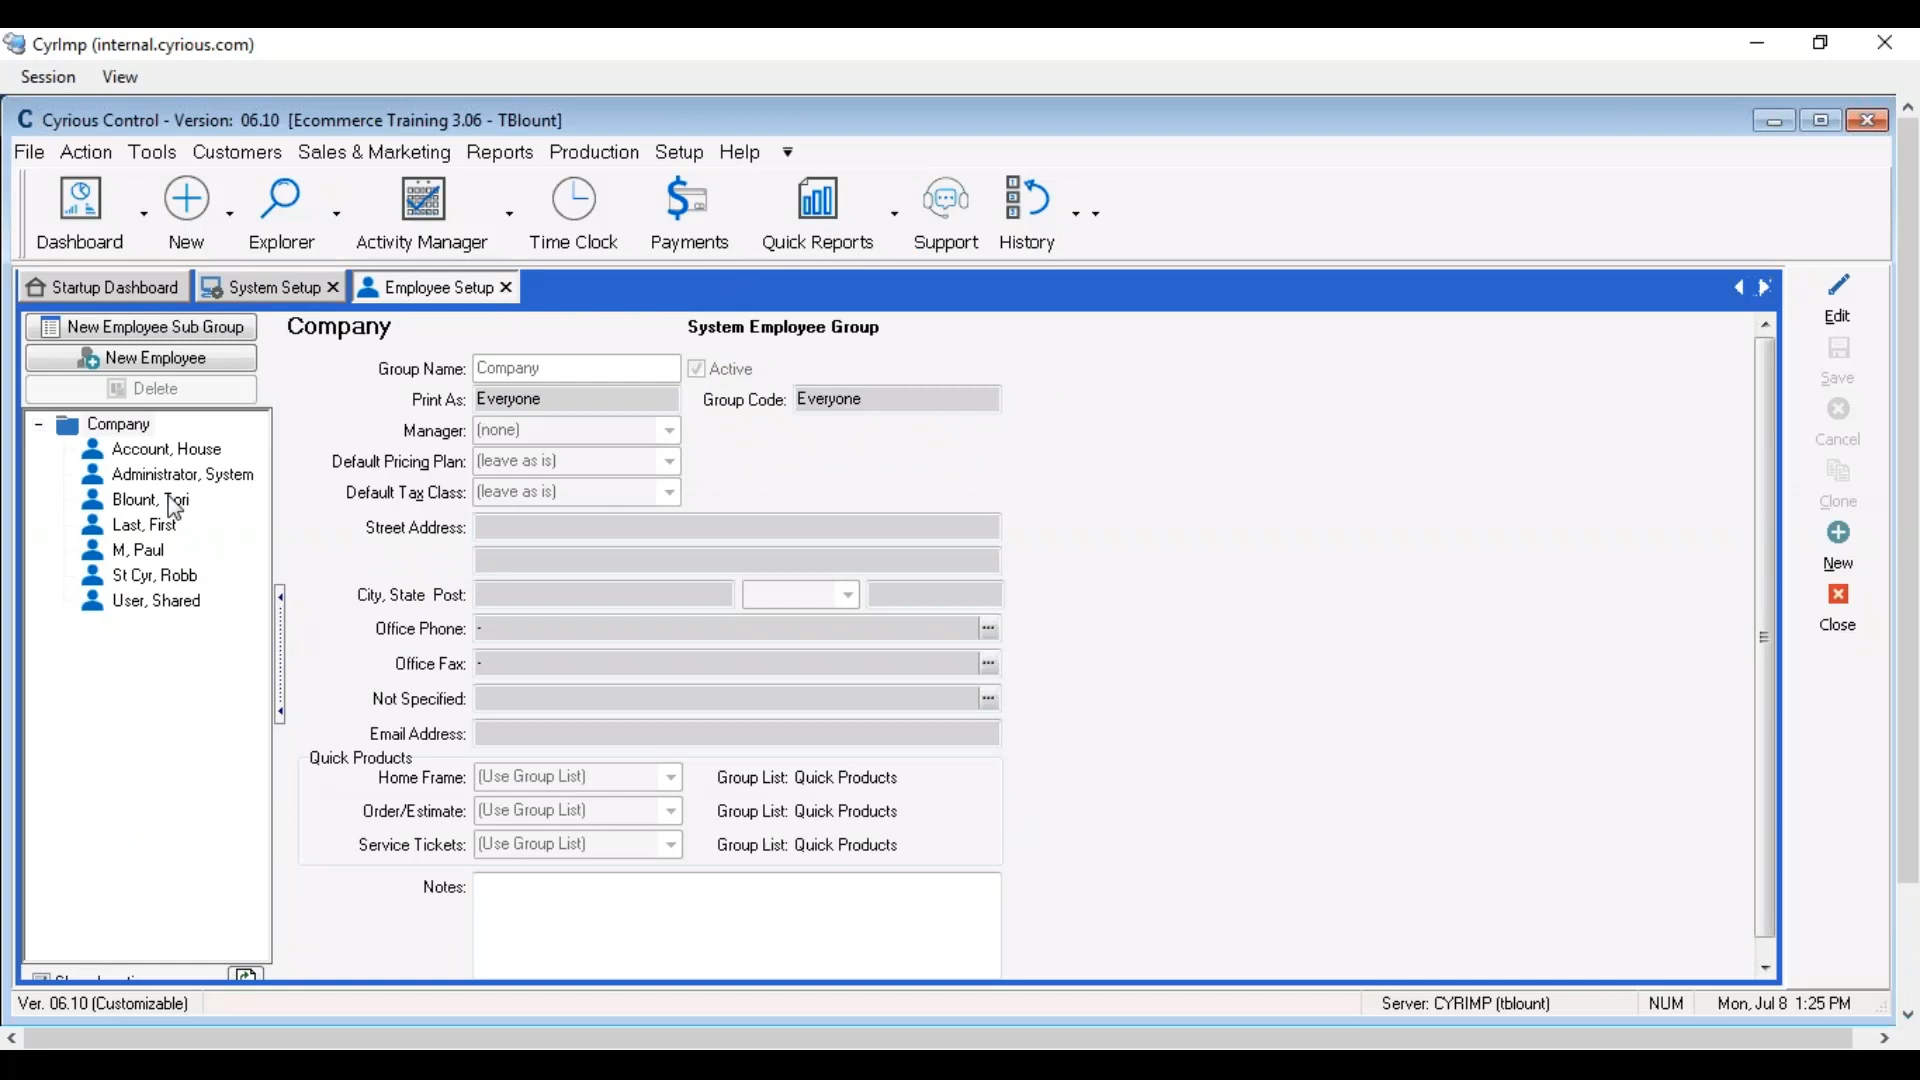 CyrImp (internal.cyrious.com)
Session View
C Cyrious Control - Version: 06.10 [Ecommerce Training 3.06 - TBlount]
File Action Tools Customers Sales & Marketing Reports Production Setup Help
Dashboard New Explorer Activity Manager Time Clock Payments Quick Reports Support History
Startup Dashboard System Setup Employee Setup
New Employee Sub Group
New Employee
Delete
Company
Account, House
Administrator, System
Blount, Tori
Last, First
M, Paul
St Cyr, Robb
User, Shared
Company System Employee Group
Group Name: Company Active
Print As: Everyone Group Code: Everyone
Manager: (none)
Default Pricing Plan: (leave as is)
Default Tax Class: (leave as is)
Street Address:
City, State Post:
Office Phone: - ...
Office Fax: - ...
Not Specified: ...
Email Address:
Quick Products
Home Frame: (Use Group List) Group List: Quick Products
Order/Estimate: (Use Group List) Group List: Quick Products
Service Tickets: (Use Group List) Group List: Quick Products
Notes:
Edit
Save
Cancel
Clone
New
Close
Ver. 06.10 (Customizable) Server: CYRIMP (tblount) NUM Mon, Jul 8 1:25 PM